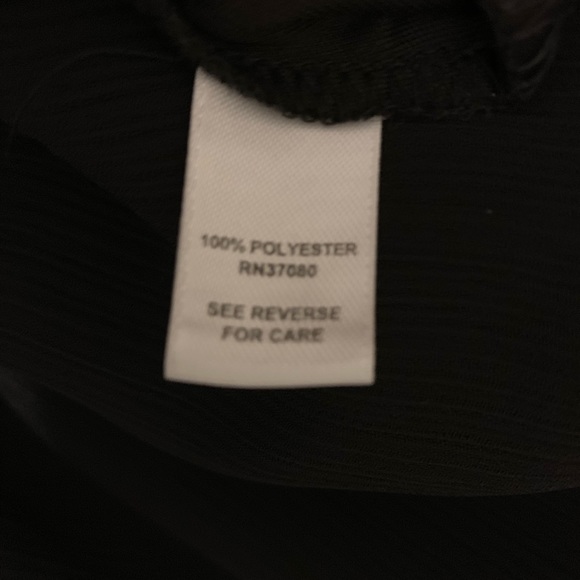 100% POLYESTER
RN37080
SEE REVERSE
FOR CARE